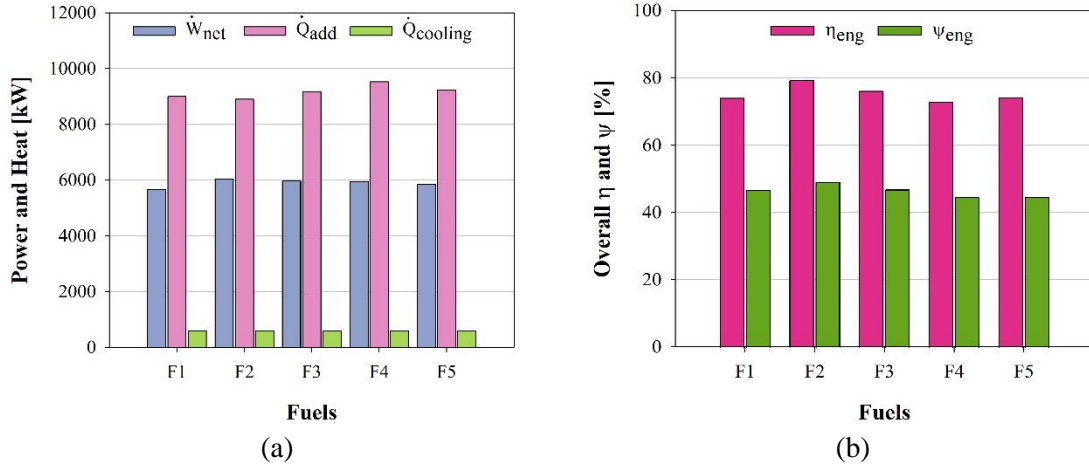 Ẇnet Q̇add Q̇cooling
Power and Heat [kW]
12000
10000
8000
6000
4000
2000
0
F1 F2 F3 F4 F5
Fuels
(a)
ηeng ψeng
Overall η and ψ [%]
100
80
60
40
20
0
F1 F2 F3 F4 F5
Fuels
(b)